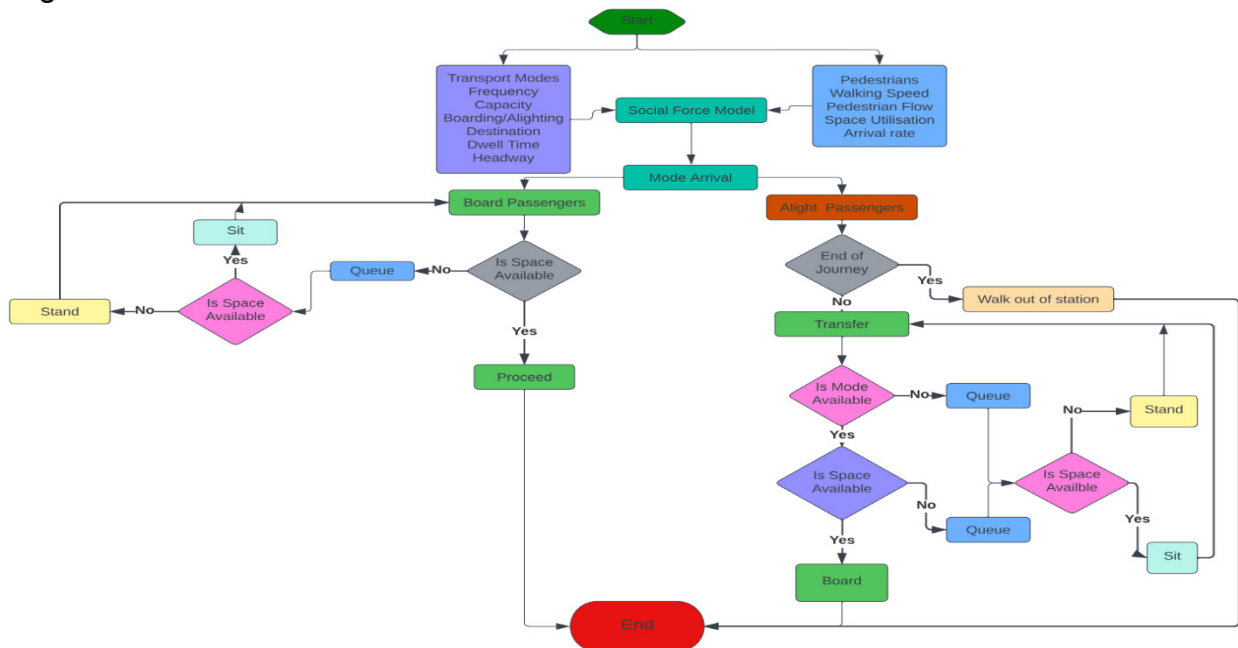 Start
Transport Modes
Frequency
Capacity
Boarding/Alighting
Destination
Dwell Time
Headway
Social Force Model
Pedestrians
Walking Speed
Pedestrian Flow
Space Utilisation
Arrival rate
Mode Arrival
Board Passengers
Alight Passengers
Sit
Yes
Is Space
Available
No
Stand
Queue
No
Is Space
Available
Yes
Proceed
End of
Journey
Yes
Walk out of station
No
Transfer
Is Mode
Available
No
Queue
Yes
Is Space
Available
No
Queue
Yes
Board
Is Space
Availble
No
Stand
Yes
Sit
End